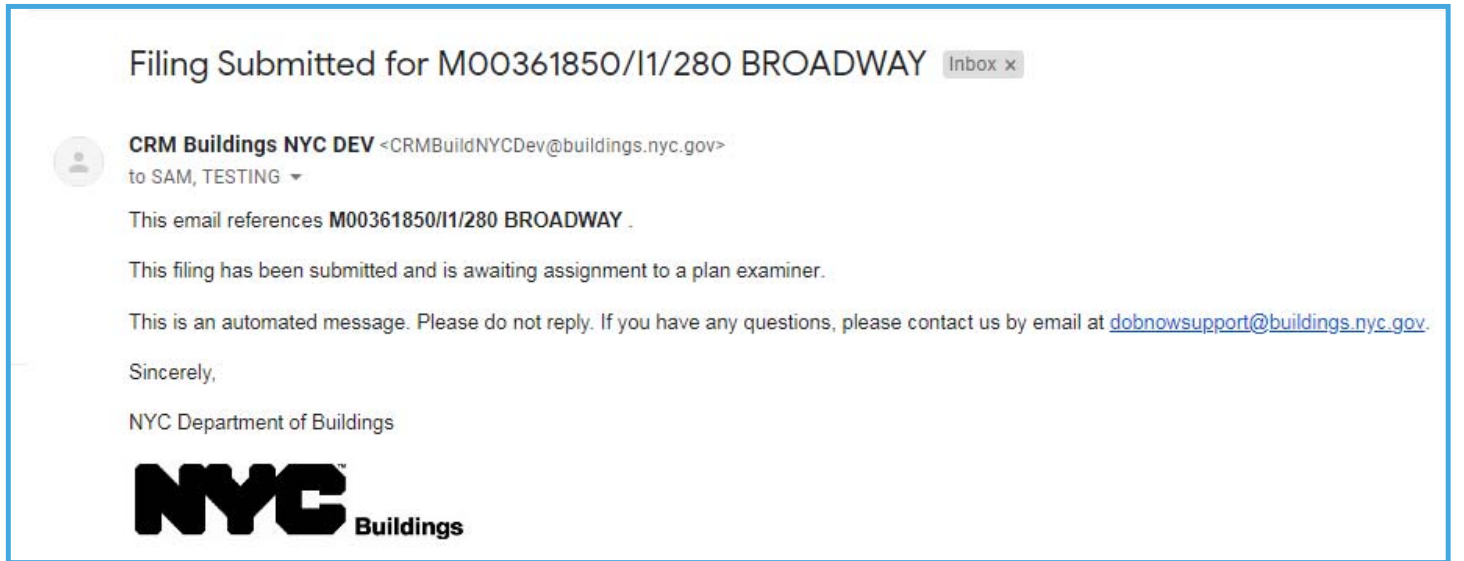 Filing Submitted for M00361850/I1/280 BROADWAY Inbox x
CRM Buildings NYC DEV <CRMBuildNYCDev@buildings.nyc.gov>
to SAM, TESTING
This email references M00361850/I1/280 BROADWAY .
This filing has been submitted and is awaiting assignment to a plan examiner.
This is an automated message. Please do not reply. If you have any questions, please contact us by email at dobnowsupport@buildings.nyc.gov.
Sincerely,
NYC Department of Buildings
NYC™ Buildings